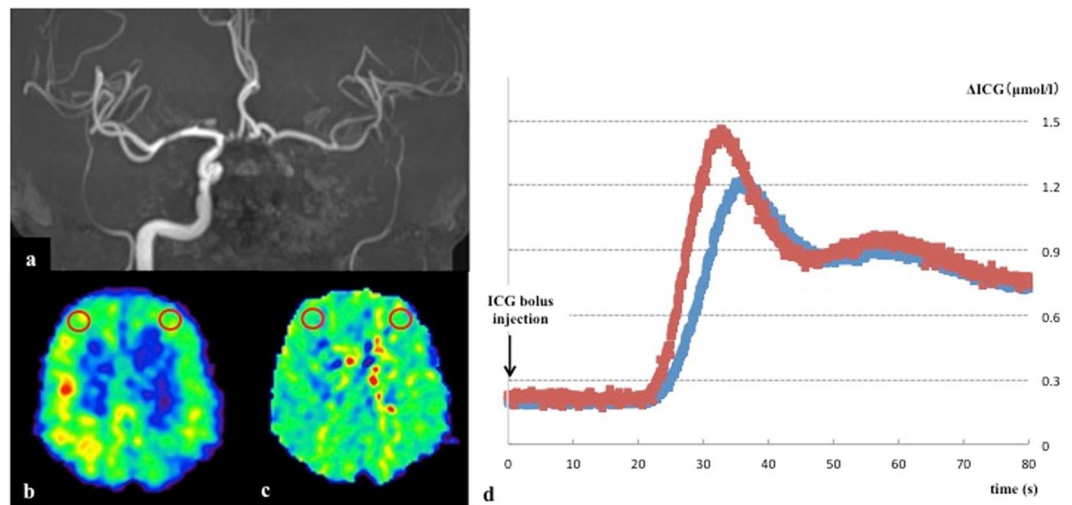 a
b
c
d
ΔICG(μmol/l)
1.5
1.2
0.9
0.6
0.3
0
ICG bolus
injection
0 10 20 30 40 50 60 70 80
time (s)